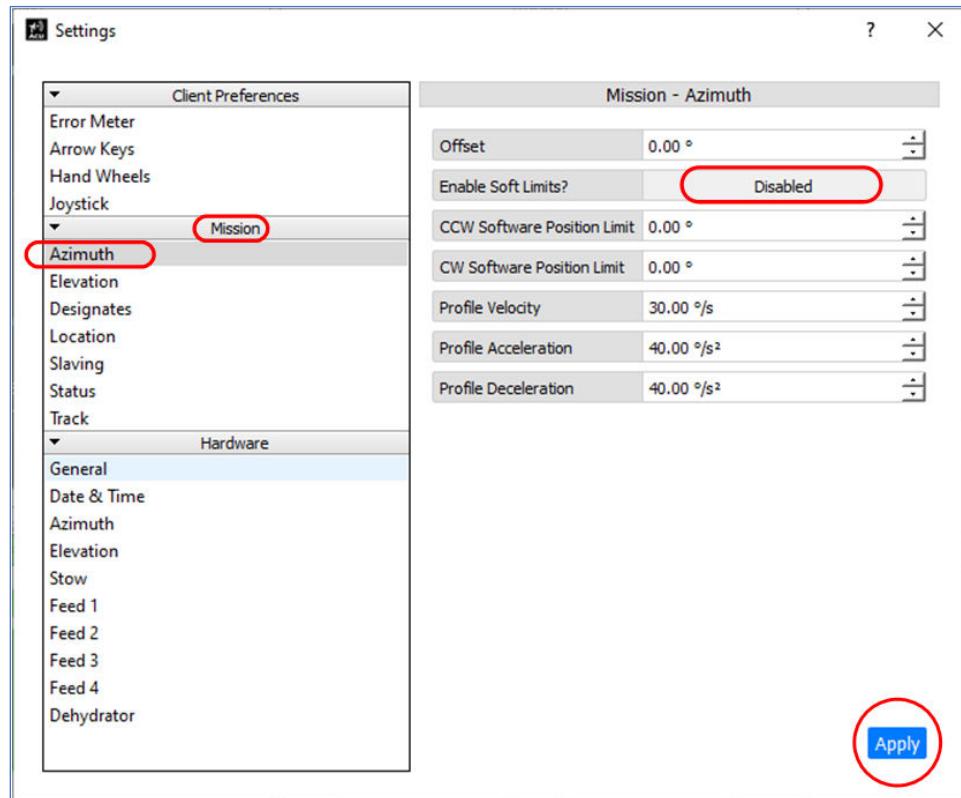 Settings
?
Client Preferences
Error Meter
Arrow Keys
Hand Wheels
Joystick
Mission
Azimuth
Elevation
Designates
Location
Slaving
Status
Track
Hardware
General
Date & Time
Azimuth
Elevation
Stow
Feed 1
Feed 2
Feed 3
Feed 4
Dehydrator
Mission - Azimuth
Offset 0.00 °
Enable Soft Limits? Disabled
CCW Software Position Limit 0.00 °
CW Software Position Limit 0.00 °
Profile Velocity 30.00 °/s
Profile Acceleration 40.00 °/s²
Profile Deceleration 40.00 °/s²
Apply